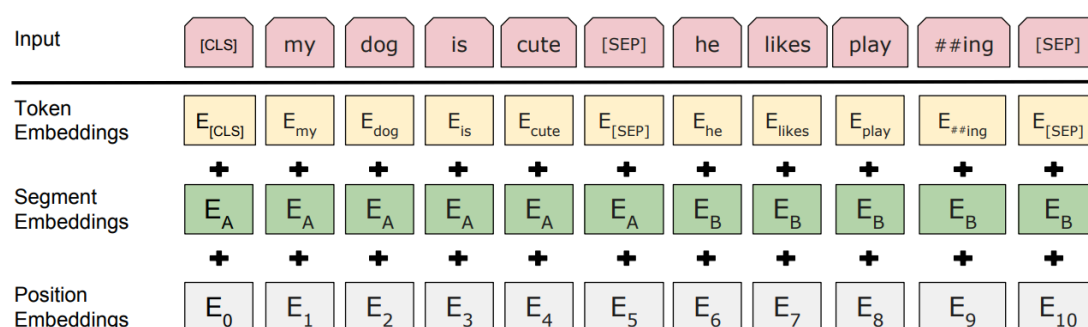 Input [CLS] my dog is cute [SEP] he likes play ##ing [SEP]
Token Embeddings E[CLS] Emy Edog Eis Ecute E[SEP] Ehe Elikes Eplay E##ing E[SEP]
+ + + + + + + + + + +
Segment Embeddings EA EA EA EA EA EA EB EB EB EB EB
+ + + + + + + + + + +
Position Embeddings E0 E1 E2 E3 E4 E5 E6 E7 E8 E9 E10